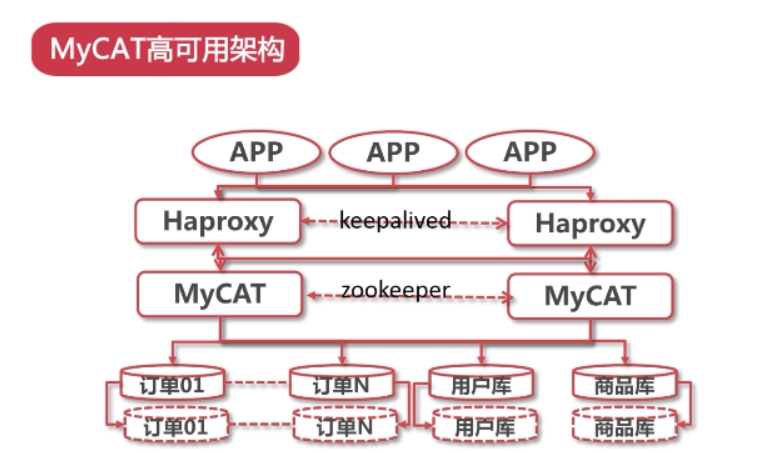 MyCAT高可用架构
APP APP APP
Haproxy keepalived Haproxy
MyCAT zookeeper MyCAT
订单01 订单N 用户库 商品库
订单01 订单N 用户库 商品库